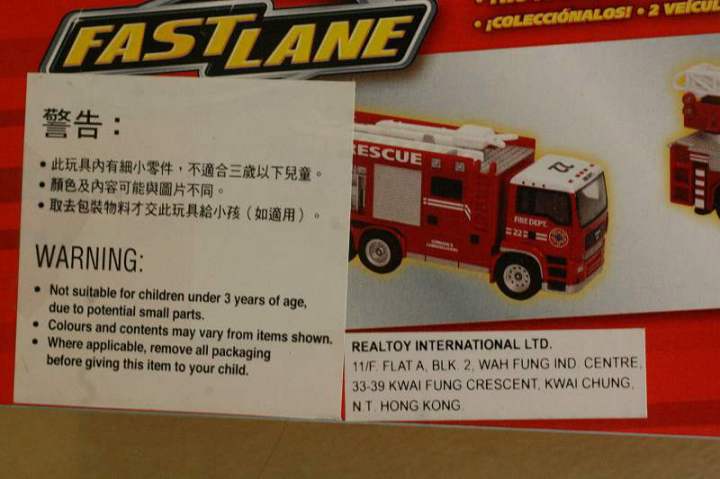 FAST LANE
¡COLECCIÓNALOS! • 2
警告：
• 此玩具內有細小零件，不適合三歲以下兒童。
• 顏色及內容可能與圖片不同。
• 取去包裝物料才交此玩具給小孩（如適用）。
WARNING:
• Not suitable for children under 3 years of age,
due to potential small parts.
• Colours and contents may vary from items shown.
• Where applicable, remove all packaging
before giving this item to your child.
RESCUE
FIRE DEPT.
22
REALTOY INTERNATIONAL LTD.
11/F. FLAT A, BLK. 2, WAH FUNG IND. CENTRE,
33-39 KWAI FUNG CRESCENT, KWAI CHUNG,
N.T. HONG KONG.